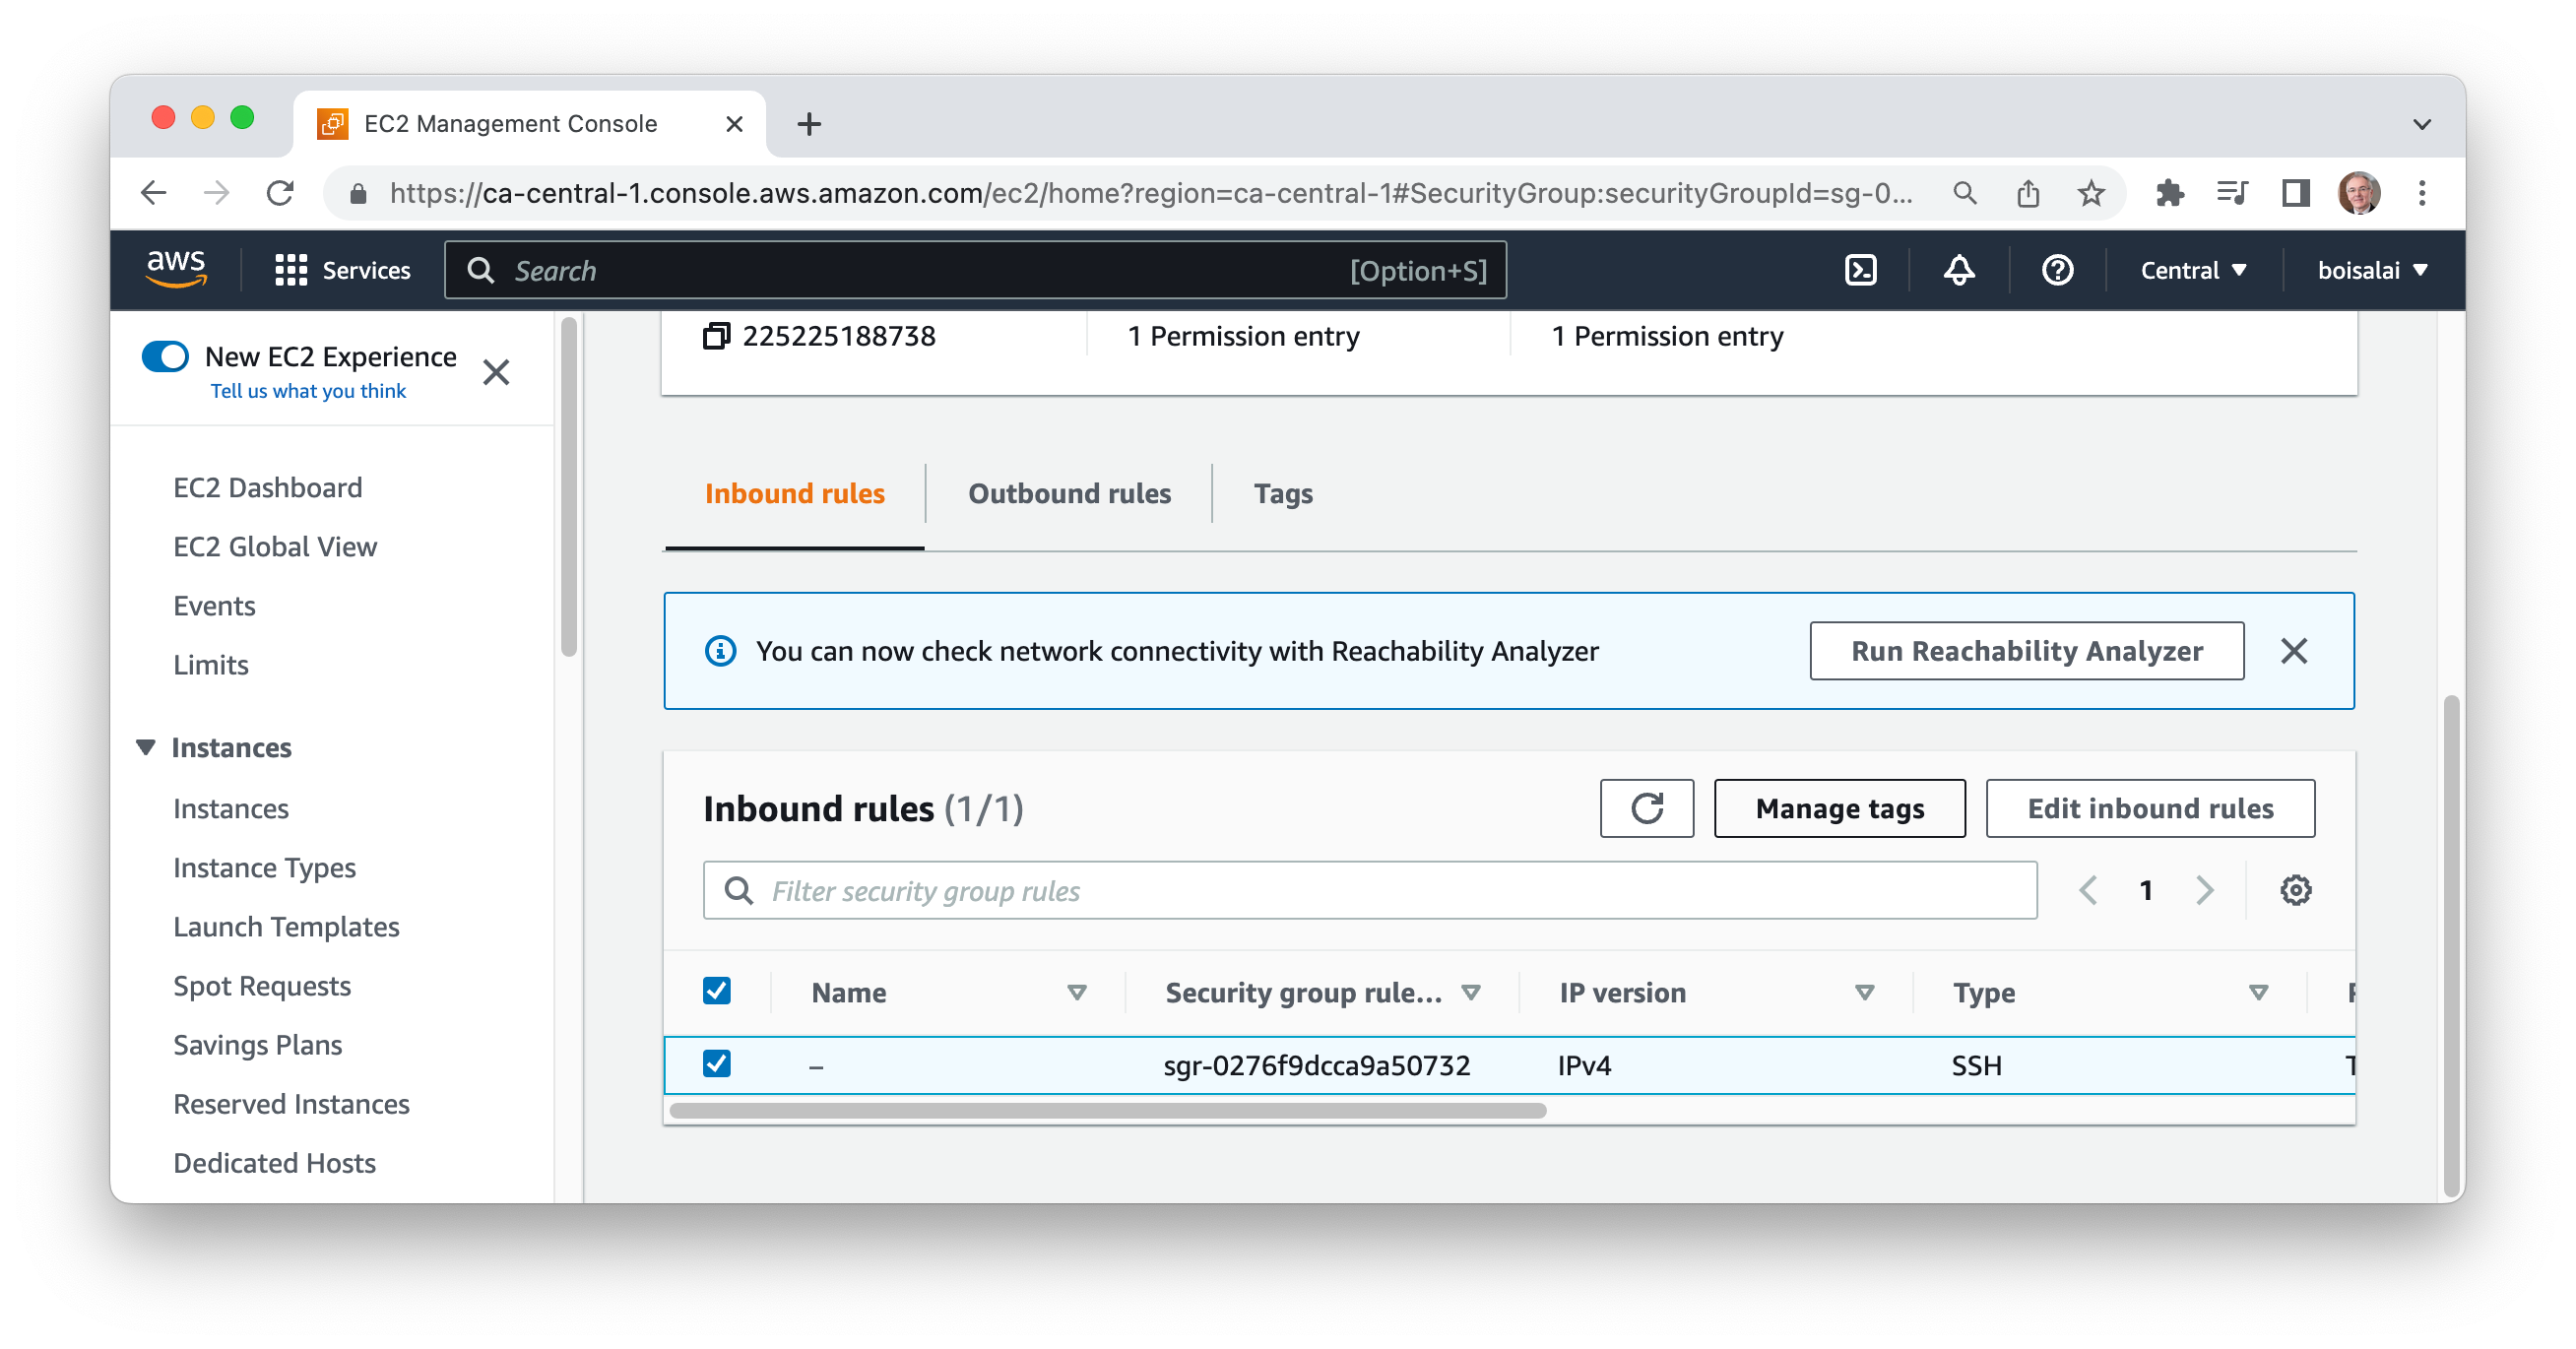 EC2 Management Console
https://ca-central-1.console.aws.amazon.com/ec2/home?region=ca-central-1#SecurityGroup:securityGroupId=sg-0...
aws Services Search [Option+S] Central boisalai
New EC2 Experience
Tell us what you think
EC2 Dashboard
EC2 Global View
Events
Limits
Instances
Instances
Instance Types
Launch Templates
Spot Requests
Savings Plans
Reserved Instances
Dedicated Hosts
225225188738 1 Permission entry 1 Permission entry
Inbound rules Outbound rules Tags
You can now check network connectivity with Reachability Analyzer Run Reachability Analyzer
Inbound rules (1/1) Manage tags Edit inbound rules
Filter security group rules 1
Name Security group rule... IP version Type
– sgr-0276f9dcca9a50732 IPv4 SSH